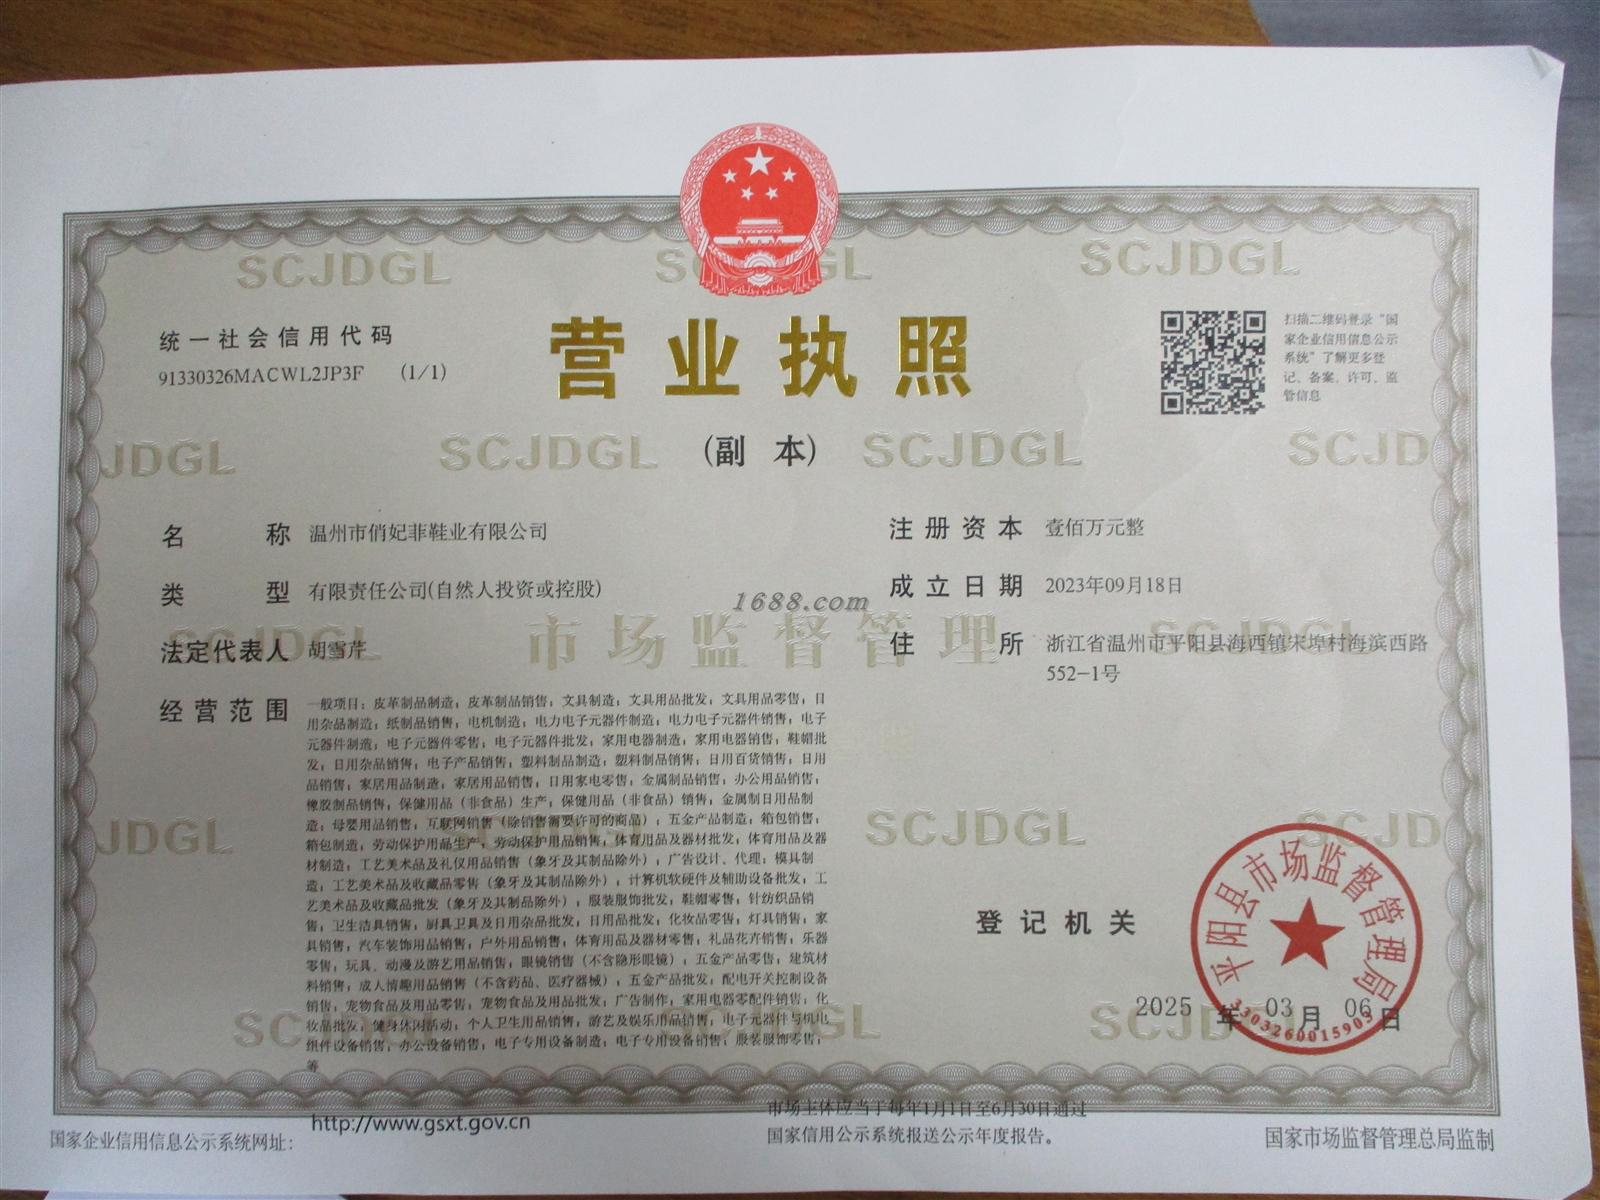 SCJDGL SCJDGL SCJDGL
统一社会信用代码
91330326MACWL2JP3F (1/1)
营业执照
(副 本)
扫描二维码登录“国
家企业信用信息公示
系统”了解更多登
记、备案、许可、监
管信息
JDGL SCJDGL SCJDGL SCJD
名 称 温州市俏妃菲鞋业有限公司
类 型 有限责任公司(自然人投资或控股)
法定代表人 胡雪芹
注册资本 壹佰万元整
成立日期 2023年09月18日
住 所 浙江省温州市平阳县海西镇宋埠村海滨西路
552-1号
1688.com
市场监督管理
经营范围 一般项目：皮革制品制造；皮革制品销售；文具制造；文具用品批发；文具用品零售；日
用杂品制造；纸制品销售；电机制造；电力电子元器件制造；电力电子元器件销售；电子
元器件制造；电子元器件零售；电子元器件批发；家用电器制造；家用电器销售；鞋帽批
发；日用杂品销售；电子产品销售；塑料制品制造；塑料制品销售；日用百货销售；日用
品销售；家居用品制造；家居用品销售；日用家电零售；金属制品销售；办公用品销售；
橡胶制品销售；保健用品（非食品）生产；保健用品（非食品）销售；金属制日用品制
造；母婴用品销售；互联网销售（除销售需要许可的商品）；五金产品制造；箱包销售；
箱包制造；劳动保护用品生产；劳动保护用品销售；体育用品及器材批发；体育用品及器
材制造；工艺美术品及礼仪用品销售（象牙及其制品除外）；广告设计、代理；模具制
造；工艺美术品及收藏品零售（象牙及其制品除外）；计算机软硬件及辅助设备批发；工
艺美术品及收藏品批发（象牙及其制品除外）；服装服饰批发；鞋帽零售；针纺织品销
售；卫生洁具销售；厨具卫具及日用杂品批发；日用品批发；化妆品零售；灯具销售；家
具销售；汽车装饰用品销售；户外用品销售；体育用品及器材零售；礼品花卉销售；乐器
零售；玩具、动漫及游艺用品销售；眼镜销售（不含隐形眼镜）；五金产品零售；建筑材
料销售；成人情趣用品销售（不含药品、医疗器械）；五金产品批发；配电开关控制设备
销售；宠物食品及用品零售；宠物食品及用品批发；广告制作；家用电器零配件销售；化
妆品批发；健身休闲活动；个人卫生用品销售；游艺及娱乐用品销售；电子元器件与机电
组件设备销售；办公设备销售；电子专用设备制造；电子专用设备销售；服装服饰零售；
等
JDGL SCJDGL SCJDGL SCJD
登记机关
平阳县市场监督管理局
3303260015903
2025 年 03 月 06 日
http://www.gsxt.gov.cn
国家企业信用信息公示系统网址：
市场主体应当于每年1月1日至6月30日通过
国家信用公示系统报送公示年度报告。
国家市场监督管理总局监制